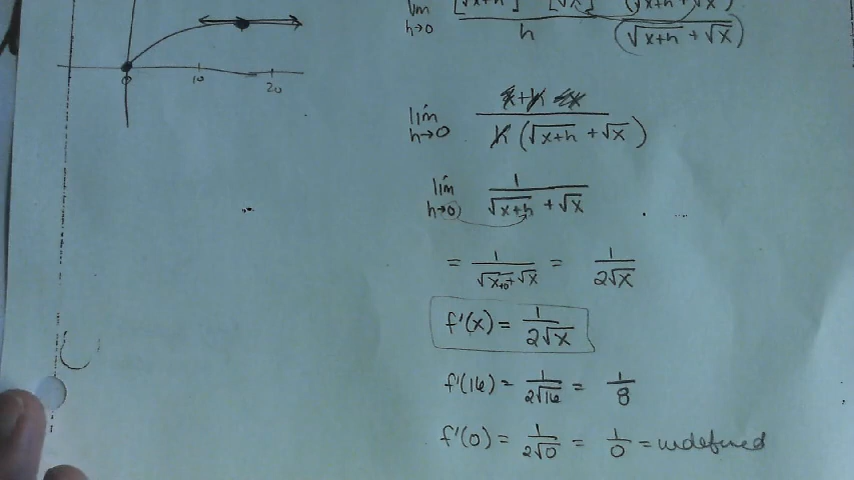 lim h→0 [√x+h] - [√x] (√x+h + √x) / h (√x+h + √x)
0 10 20
lim h→0 x+h-x / h (√x+h + √x)
lim h→0 1 / √x+h + √x
= 1 / √x+0 + √x = 1 / 2√x
f'(x) = 1 / 2√x
f'(16) = 1 / 2√16 = 1 / 8
f'(0) = 1 / 2√0 = 1 / 0 = undefined